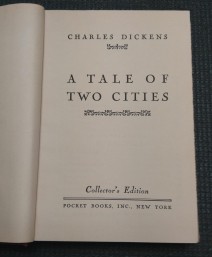 CHARLES DICKENS
A TALE OF
TWO CITIES
Collector's Edition
POCKET BOOKS, INC., NEW YORK